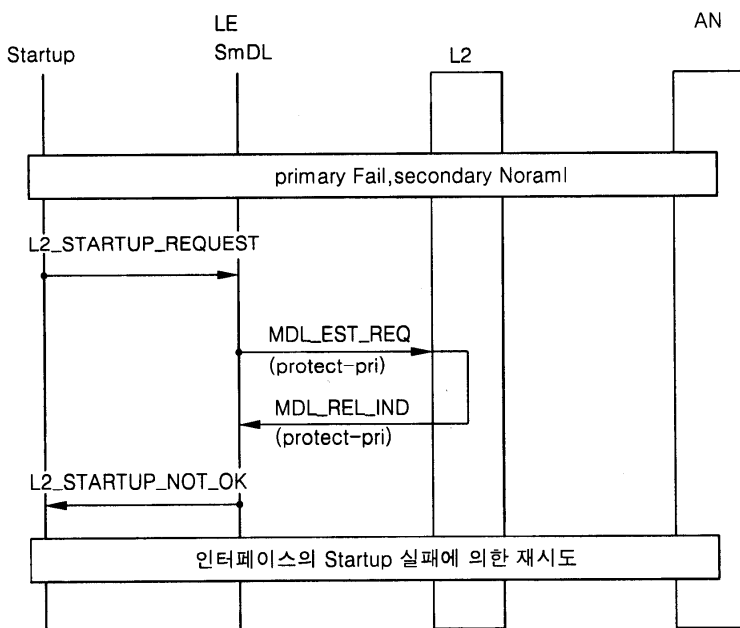 LE
AN
Startup
SmDL
L2
primary Fail,secondary Noraml
L2_STARTUP_REQUEST
MDL_EST_REQ
(protect-pri)
MDL_REL_IND
(protect-pri)
L2_STARTUP_NOT_OK
인터페이스의 Startup 실패에 의한 재시도